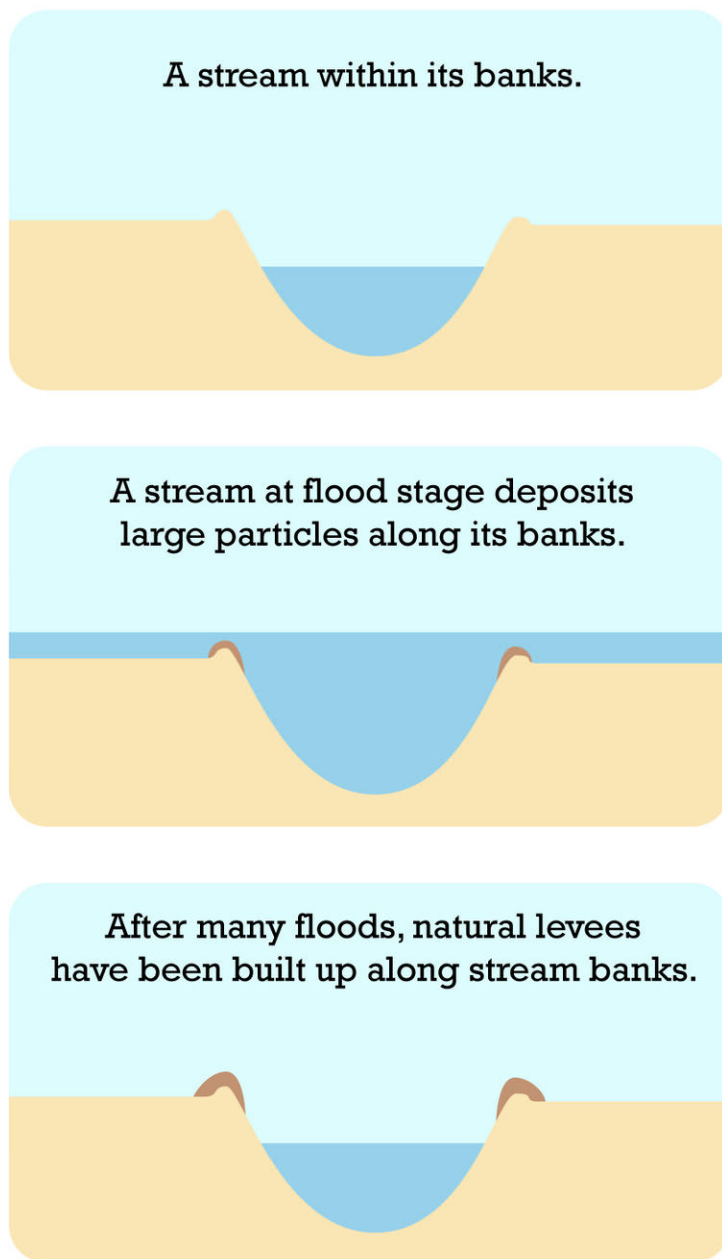 A stream within its banks.
A stream at flood stage deposits
large particles along its banks.
After many floods, natural levees
have been built up along stream banks.